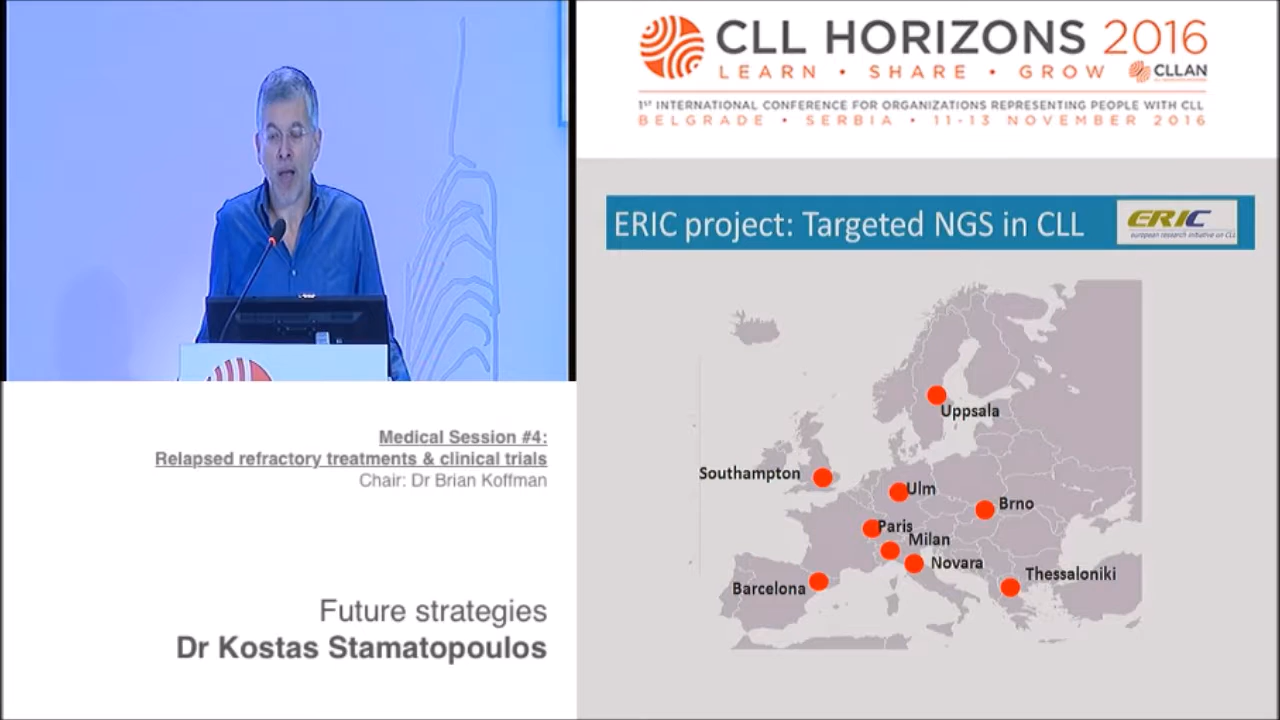 CLL HORIZONS 2016
LEARN • SHARE • GROW
CLLAN
1ST INTERNATIONAL CONFERENCE FOR ORGANIZATIONS REPRESENTING PEOPLE WITH CLL
BELGRADE • SERBIA • 11-13 NOVEMBER 2016
ERIC project: Targeted NGS in CLL
ERIC
european research initiative on CLL
Uppsala
Southampton
Ulm
Brno
Paris
Milan
Novara
Thessaloniki
Barcelona
Medical Session #4:
Relapsed refractory treatments & clinical trials
Chair: Dr Brian Koffman
Future strategies
Dr Kostas Stamatopoulos